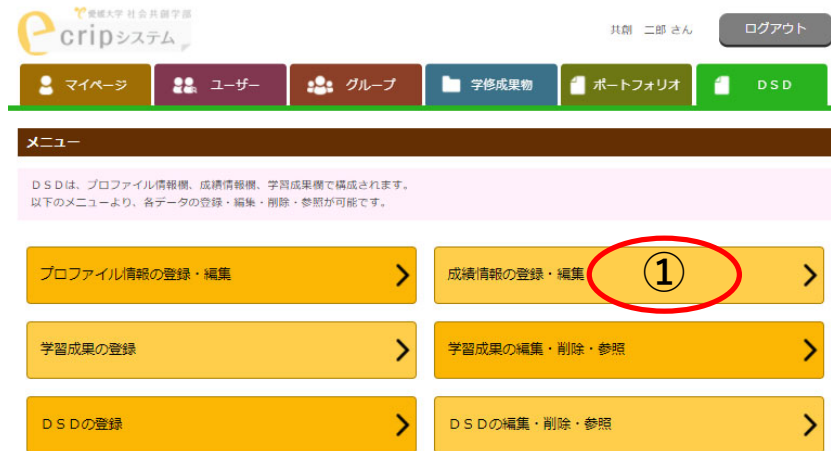 愛媛大学 社会共創学部
ecripシステム
共創　二郎 さん
ログアウト
マイページ
ユーザー
グループ
学修成果物
ポートフォリオ
ＤＳＤ
メニュー
ＤＳＤは、プロファイル情報欄、成績情報欄、学習成果欄で構成されます。
以下のメニューより、各データの登録・編集・削除・参照が可能です。
プロファイル情報の登録・編集
成績情報の登録・編集
①
学習成果の登録
学習成果の編集・削除・参照
ＤＳＤの登録
ＤＳＤの編集・削除・参照